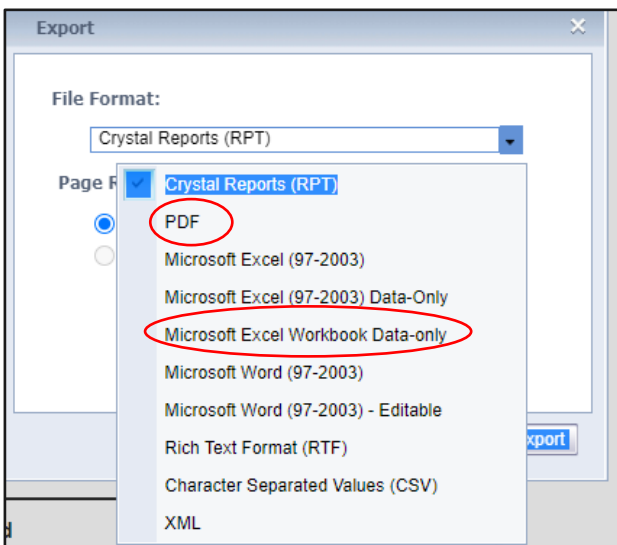 Export
File Format:
Crystal Reports (RPT)
Page R
Crystal Reports (RPT)
PDF
Microsoft Excel (97-2003)
Microsoft Excel (97-2003) Data-Only
Microsoft Excel Workbook Data-only
Microsoft Word (97-2003)
Microsoft Word (97-2003) - Editable
Rich Text Format (RTF)
xport
Character Separated Values (CSV)
XML
d